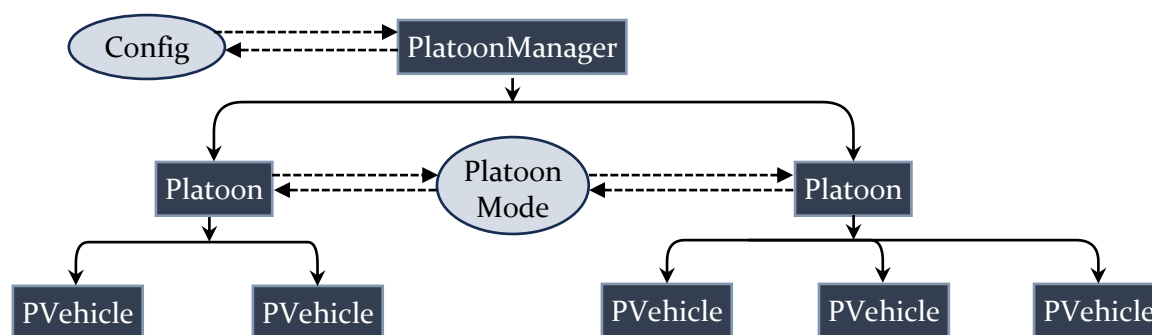 Config
PlatoonManager
Platoon
Platoon
Mode
Platoon
PVehicle
PVehicle
PVehicle
PVehicle
PVehicle